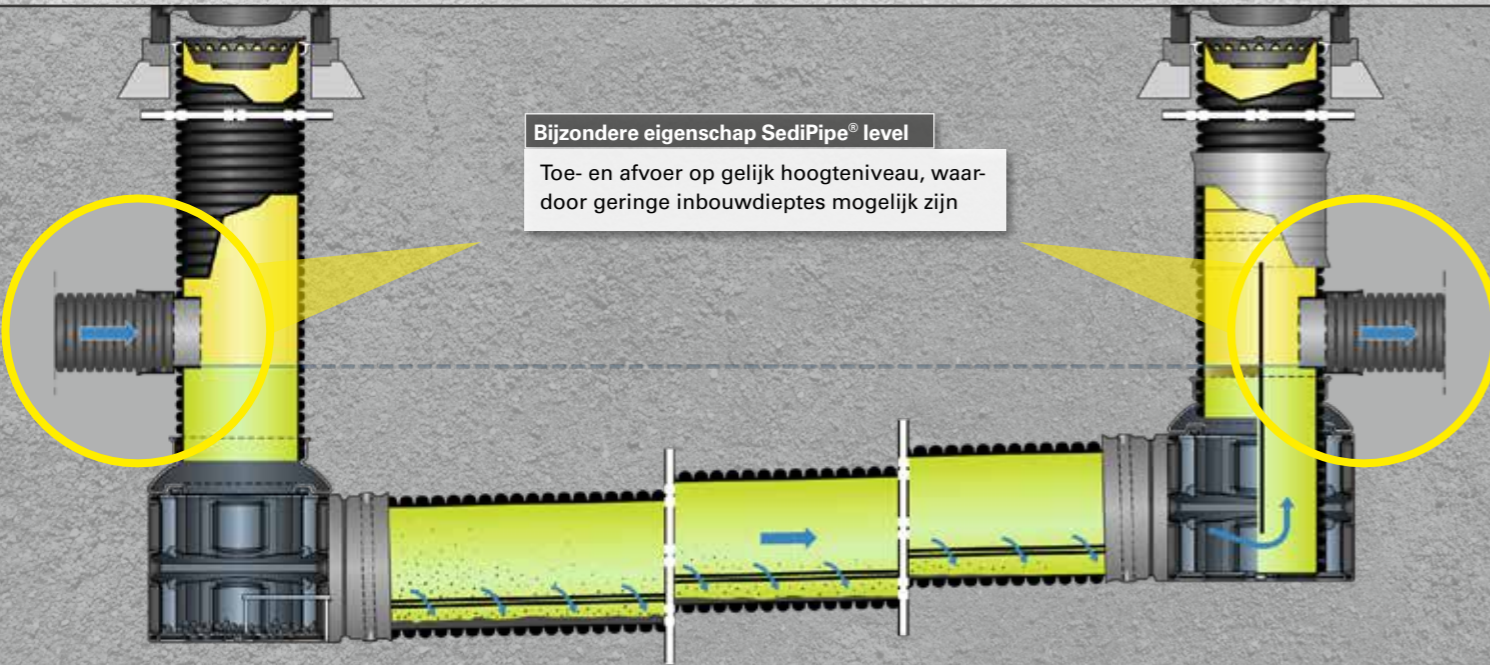 Bijzondere eigenschap SediPipe® level
Toe- en afvoer op gelijk hoogteniveau, waar-
door geringe inbouwdieptes mogelijk zijn